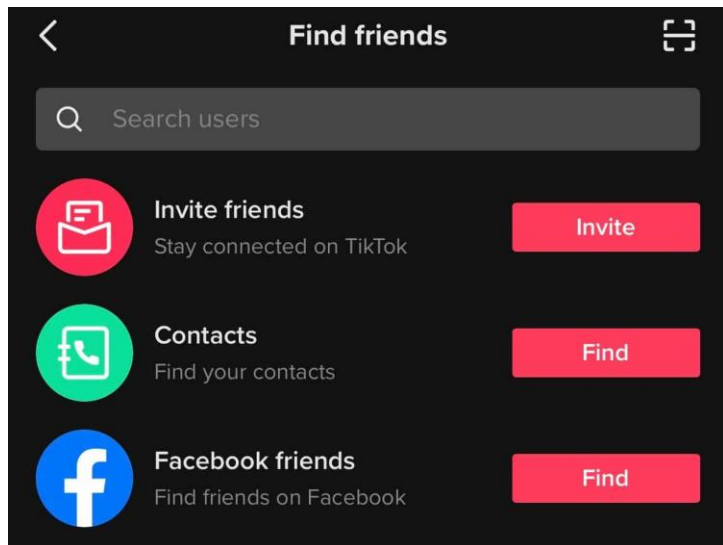 Find friends
Search users
Invite friends
Stay connected on TikTok
Invite
Contacts
Find your contacts
Find
Facebook friends
Find friends on Facebook
Find